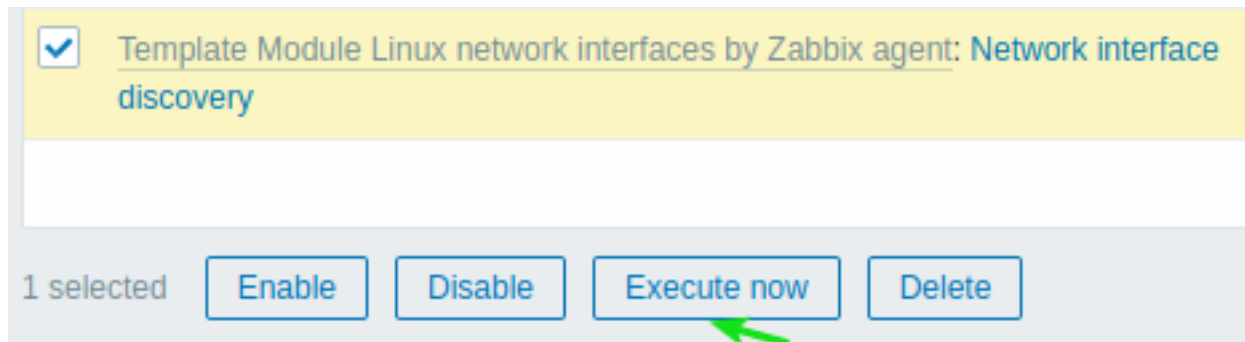 Template Module Linux network interfaces by Zabbix agent: Network interface
discovery
1 selected Enable Disable Execute now Delete